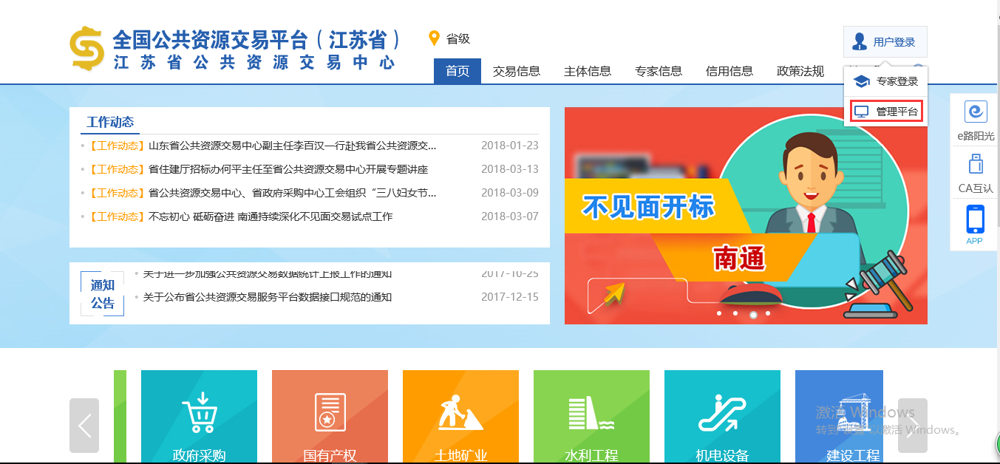 全国公共资源交易平台（江苏省）
江苏省公共资源交易中心
省级
用户登录
首页 交易信息 主体信息 专家信息 信用信息 政策法规
专家登录
管理平台
工作动态
【工作动态】山东省公共资源交易中心副主任李百汉一行赴我省公共资源交... 2018-01-23
【工作动态】省住建厅招标办何平主任至省公共资源交易中心开展专题讲座 2018-03-13
【工作动态】省公共资源交易中心、省政府采购中心工会组织“三八妇女节... 2018-03-09
【工作动态】不忘初心 砥砺奋进 南通持续深化不见面交易试点工作 2018-03-07
通知
公告
关于进一步加强公共资源交易数据统计上报工作的通知 2017-10-25
关于公布省公共资源交易服务平台数据接口规范的通知 2017-12-15
不见面开标
南通
e路阳光
CA互认
APP
政府采购
国有产权
土地矿业
水利工程
机电设备
建设工程
激活 Windows
转到“设置”以激活 Windows。